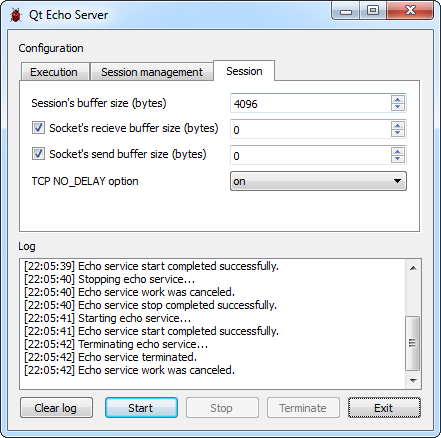 Qt Echo Server
Configuration
Execution Session management Session
Session's buffer size (bytes) 4096
Socket's recieve buffer size (bytes) 0
Socket's send buffer size (bytes) 0
TCP NO_DELAY option on
Log
[22:05:39] Echo service start completed successfully.
[22:05:40] Stopping echo service...
[22:05:40] Echo service work was canceled.
[22:05:40] Echo service stop completed successfully.
[22:05:41] Starting echo service...
[22:05:41] Echo service start completed successfully.
[22:05:42] Terminating echo service...
[22:05:42] Echo service terminated.
[22:05:42] Echo service work was canceled.
Clear log Start Stop Terminate Exit